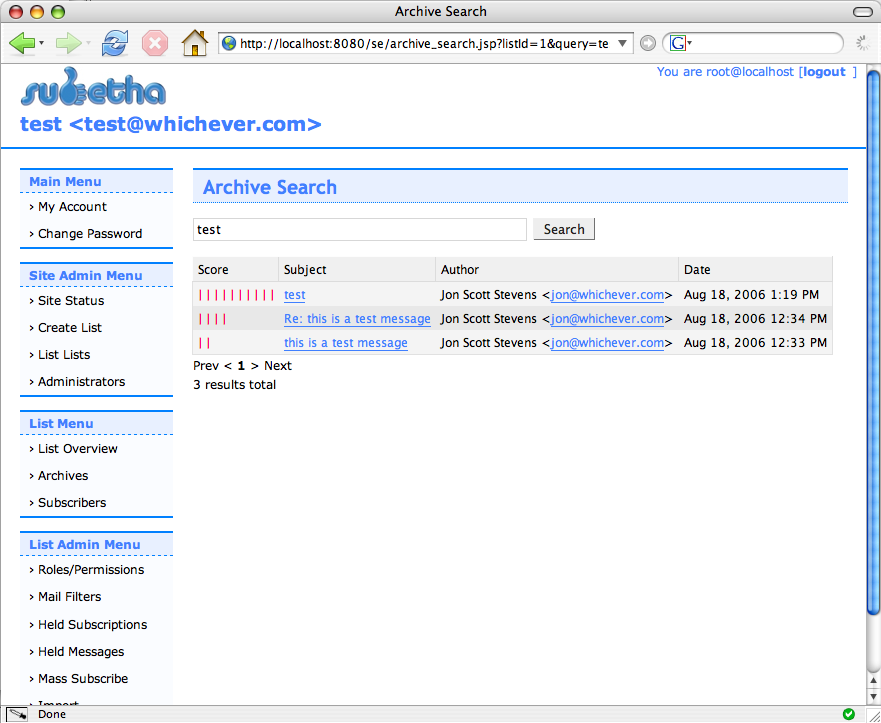 Archive Search
http://localhost:8080/se/archive_search.jsp?listId=1&query=te
G
You are root@localhost [logout ]
subetha
test <test@whichever.com>
Main Menu
› My Account
› Change Password
Site Admin Menu
› Site Status
› Create List
› List Lists
› Administrators
List Menu
› List Overview
› Archives
› Subscribers
List Admin Menu
› Roles/Permissions
› Mail Filters
› Held Subscriptions
› Held Messages
› Mass Subscribe
› Import
Archive Search
test Search
Score Subject Author Date
| | | | | | | | | | test Jon Scott Stevens <jon@whichever.com> Aug 18, 2006 1:19 PM
| | | | Re: this is a test message Jon Scott Stevens <jon@whichever.com> Aug 18, 2006 12:34 PM
| | this is a test message Jon Scott Stevens <jon@whichever.com> Aug 18, 2006 12:33 PM
Prev < 1 > Next
3 results total
Done